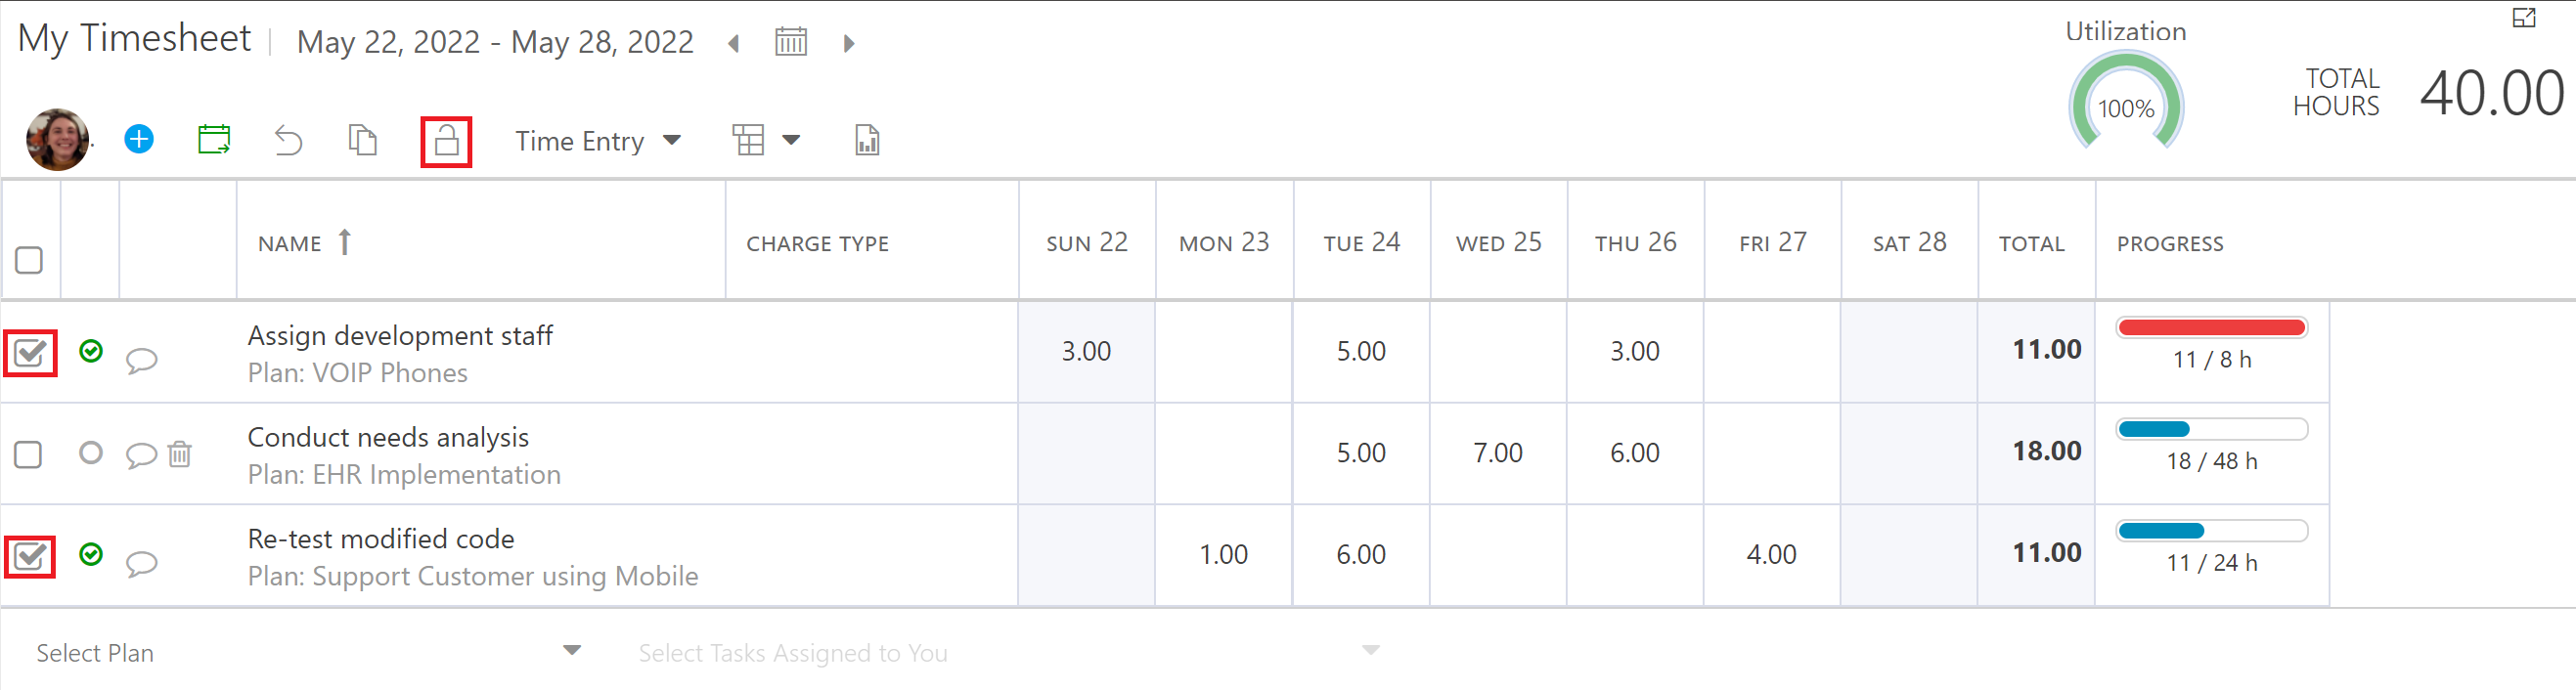 My Timesheet
May 22, 2022 - May 28, 2022
Utilization
100%
TOTAL
HOURS
40.00
Time Entry
NAME CHARGE TYPE SUN 22 MON 23 TUE 24 WED 25 THU 26 FRI 27 SAT 28 TOTAL PROGRESS
Assign development staff
Plan: VOIP Phones
3.00 5.00 3.00 11.00
11 / 8 h
Conduct needs analysis
Plan: EHR Implementation
5.00 7.00 6.00 18.00
18 / 48 h
Re-test modified code
Plan: Support Customer using Mobile
1.00 6.00 4.00 11.00
11 / 24 h
Select Plan
Select Tasks Assigned to You